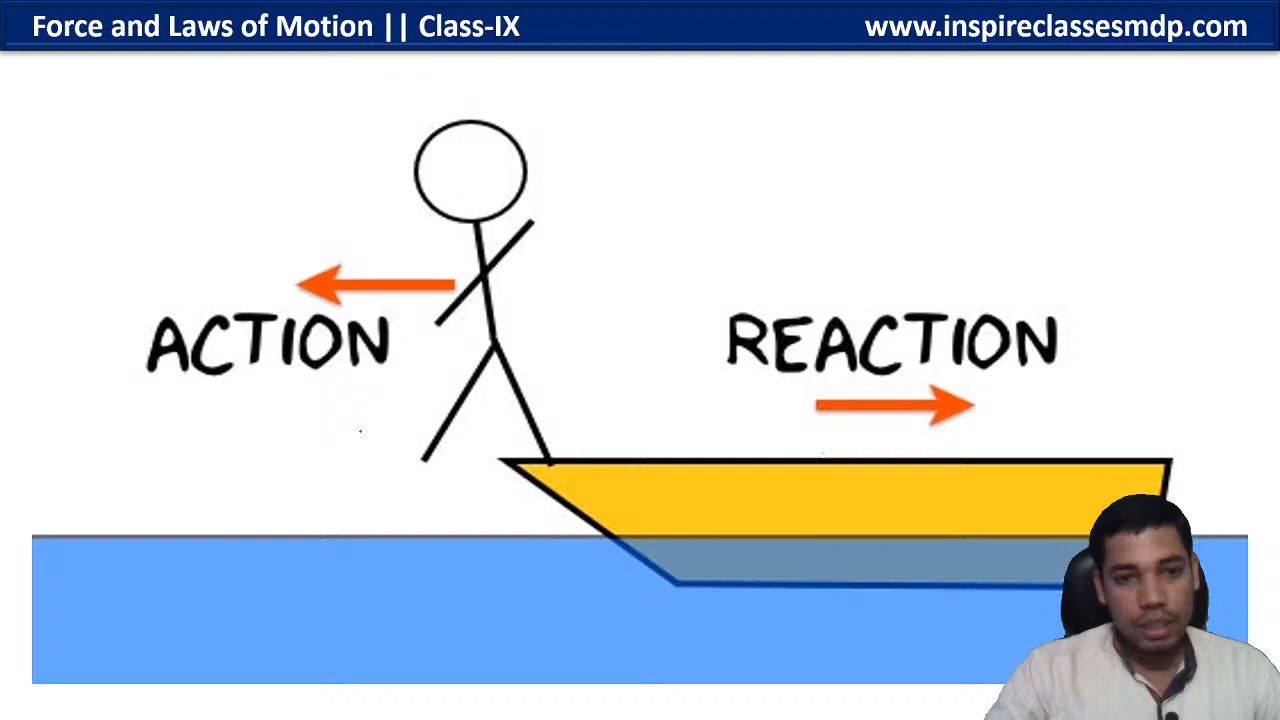 Force and Laws of Motion || Class-IX
www.inspireclassesmdp.com
ACTION
REACTION